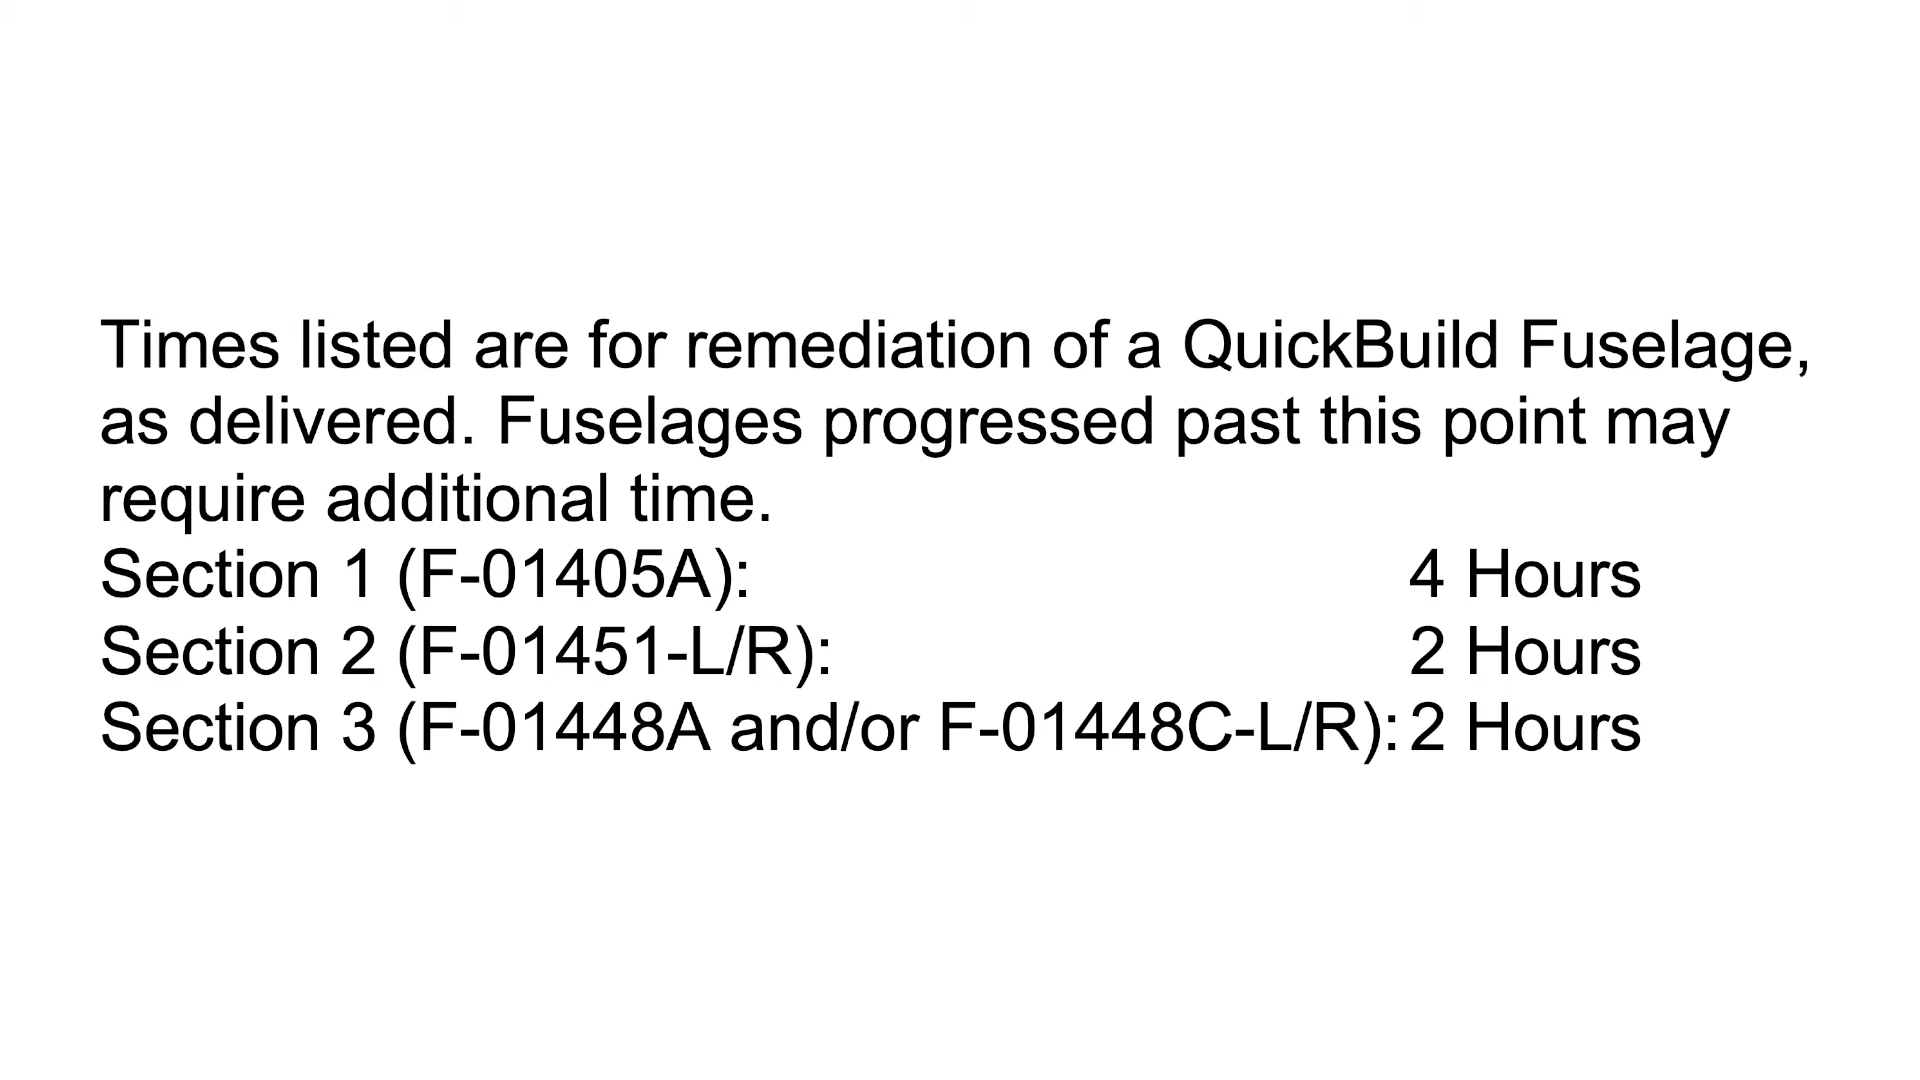 Times listed are for remediation of a QuickBuild Fuselage,
as delivered. Fuselages progressed past this point may
require additional time.
Section 1 (F-01405A): 4 Hours
Section 2 (F-01451-L/R): 2 Hours
Section 3 (F-01448A and/or F-01448C-L/R): 2 Hours